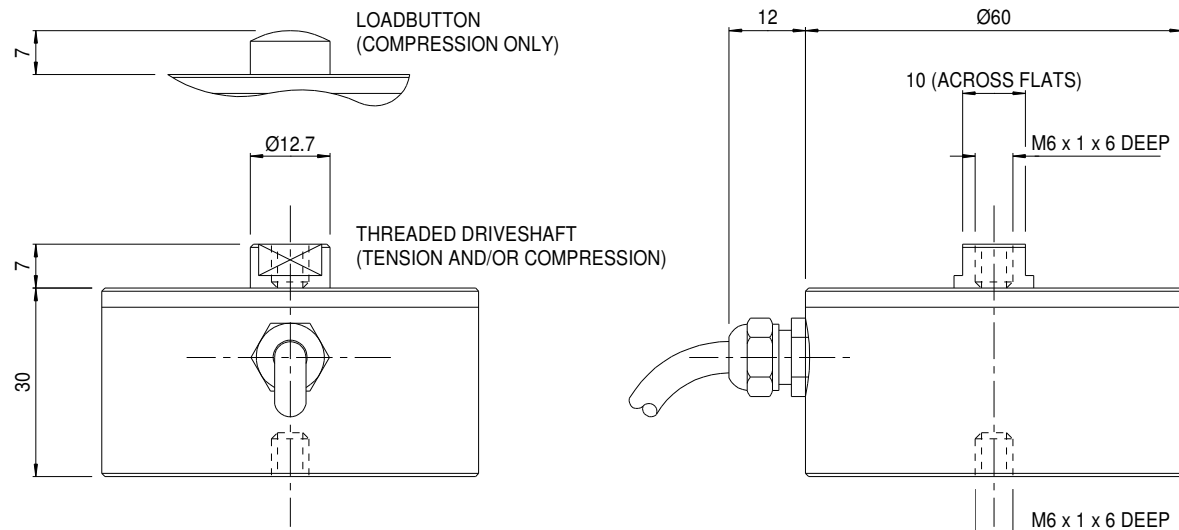 LOADBUTTON
(COMPRESSION ONLY)
7
12
Ø60
10 (ACROSS FLATS)
Ø12.7
M6 x 1 x 6 DEEP
THREADED DRIVESHAFT
(TENSION AND/OR COMPRESSION)
7
30
M6 x 1 x 6 DEEP